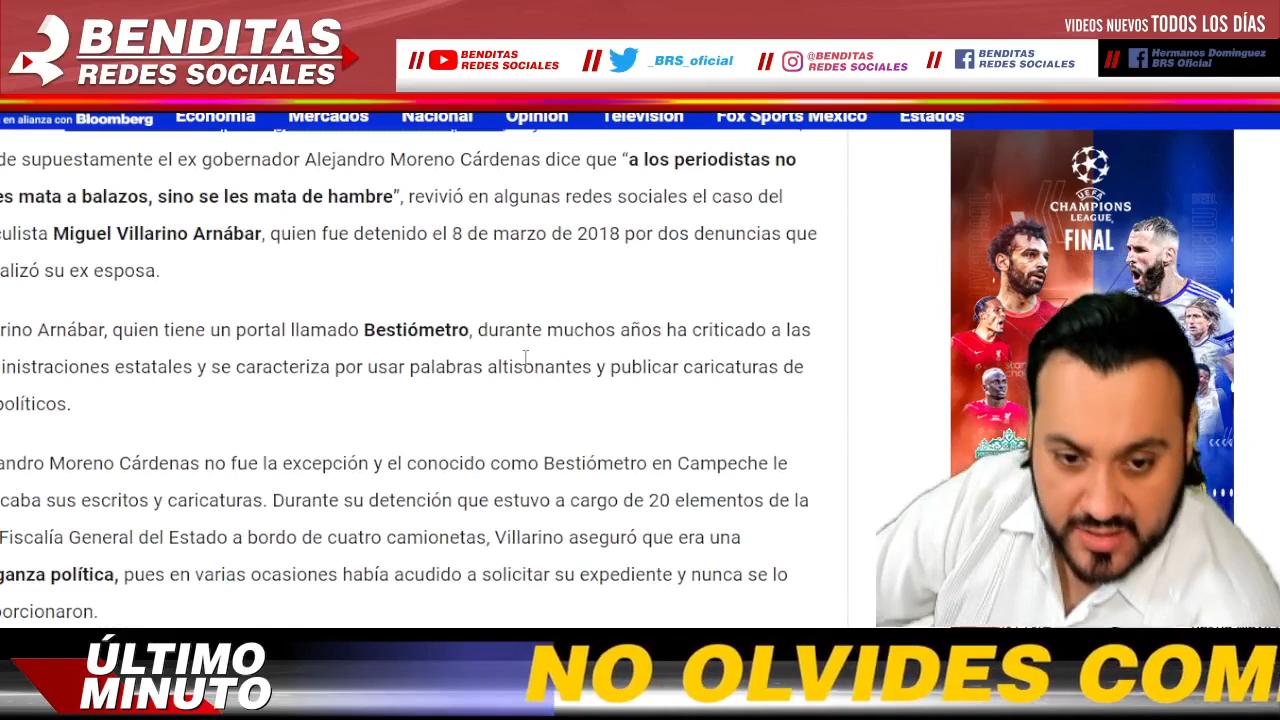 BENDITAS
REDES SOCIALES
VIDEOS NUEVOS TODOS LOS DÍAS
BENDITAS
REDES SOCIALES
_BRS_oficial
@BENDITAS
REDES SOCIALES
BENDITAS
REDES SOCIALES
Hermanos Dominguez
BRS Oficial
en alianza con Bloomberg
Economía Mercados Nacional Opinión Televisión Fox Sports México Estados
de supuestamente el ex gobernador Alejandro Moreno Cárdenas dice que “a los periodistas no
es mata a balazos, sino se les mata de hambre”, revivió en algunas redes sociales el caso del
culista Miguel Villarino Arnábar, quien fue detenido el 8 de marzo de 2018 por dos denuncias que
alizó su ex esposa.
rino Arnábar, quien tiene un portal llamado Bestiómetro, durante muchos años ha criticado a las
inistraciones estatales y se caracteriza por usar palabras altisonantes y publicar caricaturas de
políticos.
andro Moreno Cárdenas no fue la excepción y el conocido como Bestiómetro en Campeche le
caba sus escritos y caricaturas. Durante su detención que estuvo a cargo de 20 elementos de la
Fiscalía General del Estado a bordo de cuatro camionetas, Villarino aseguró que era una
ganza política, pues en varias ocasiones había acudido a solicitar su expediente y nunca se lo
porcionaron.
UEFA
CHAMPIONS
LEAGUE
FINAL
ÚLTIMO
MINUTO
NO OLVIDES COM